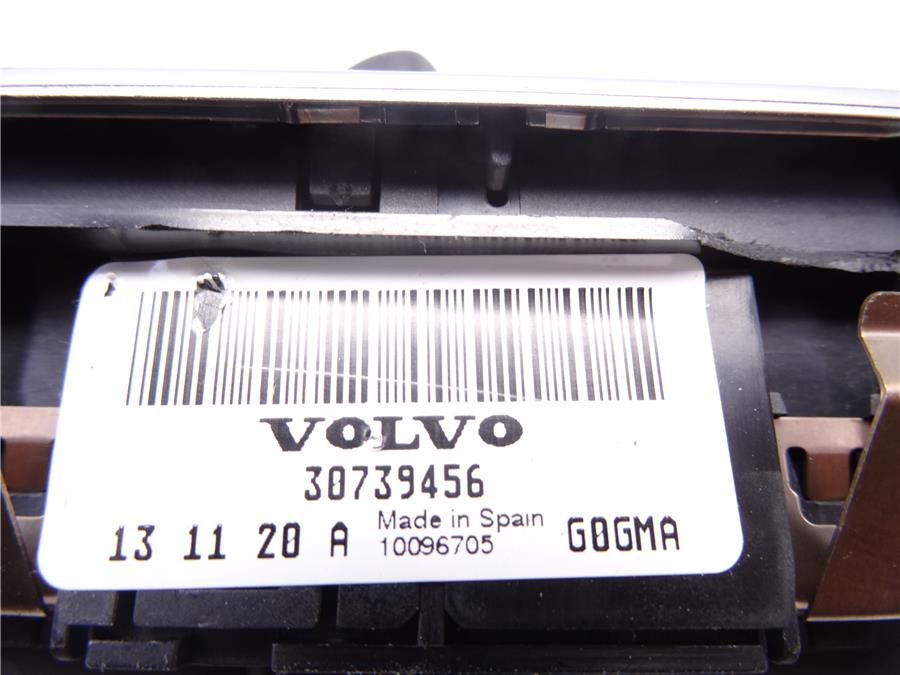 VOLVO
30739456
13 11 20 A Made in Spain G0GMA
10096705